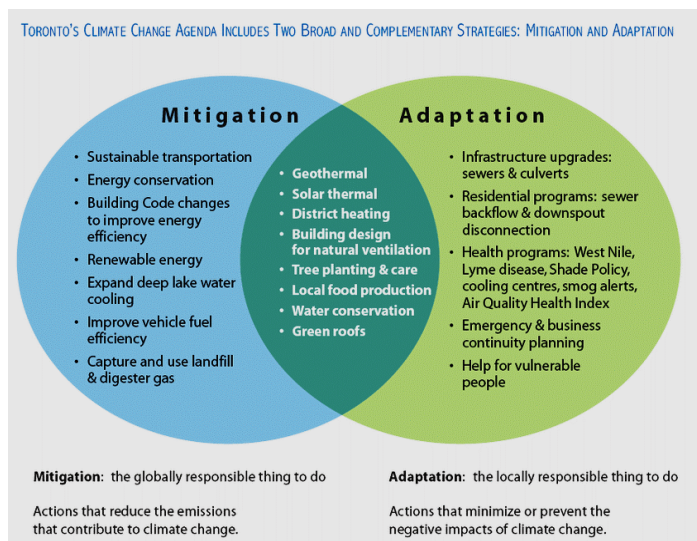 TORONTO'S CLIMATE CHANGE AGENDA INCLUDES TWO BROAD AND COMPLEMENTARY STRATEGIES: MITIGATION AND ADAPTATION
Mitigation
• Sustainable transportation
• Energy conservation
• Building Code changes
to improve energy
efficiency
• Renewable energy
• Expand deep lake water
cooling
• Improve vehicle fuel
efficiency
• Capture and use landfill
& digester gas
• Geothermal
• Solar thermal
• District heating
• Building design
for natural ventilation
• Tree planting & care
• Local food production
• Water conservation
• Green roofs
Adaptation
• Infrastructure upgrades:
sewers & culverts
• Residential programs: sewer
backflow & downspout
disconnection
• Health programs: West Nile,
Lyme disease, Shade Policy,
cooling centres, smog alerts,
Air Quality Health Index
• Emergency & business
continuity planning
• Help for vulnerable
people
Mitigation: the globally responsible thing to do
Actions that reduce the emissions
that contribute to climate change.
Adaptation: the locally responsible thing to do
Actions that minimize or prevent the
negative impacts of climate change.